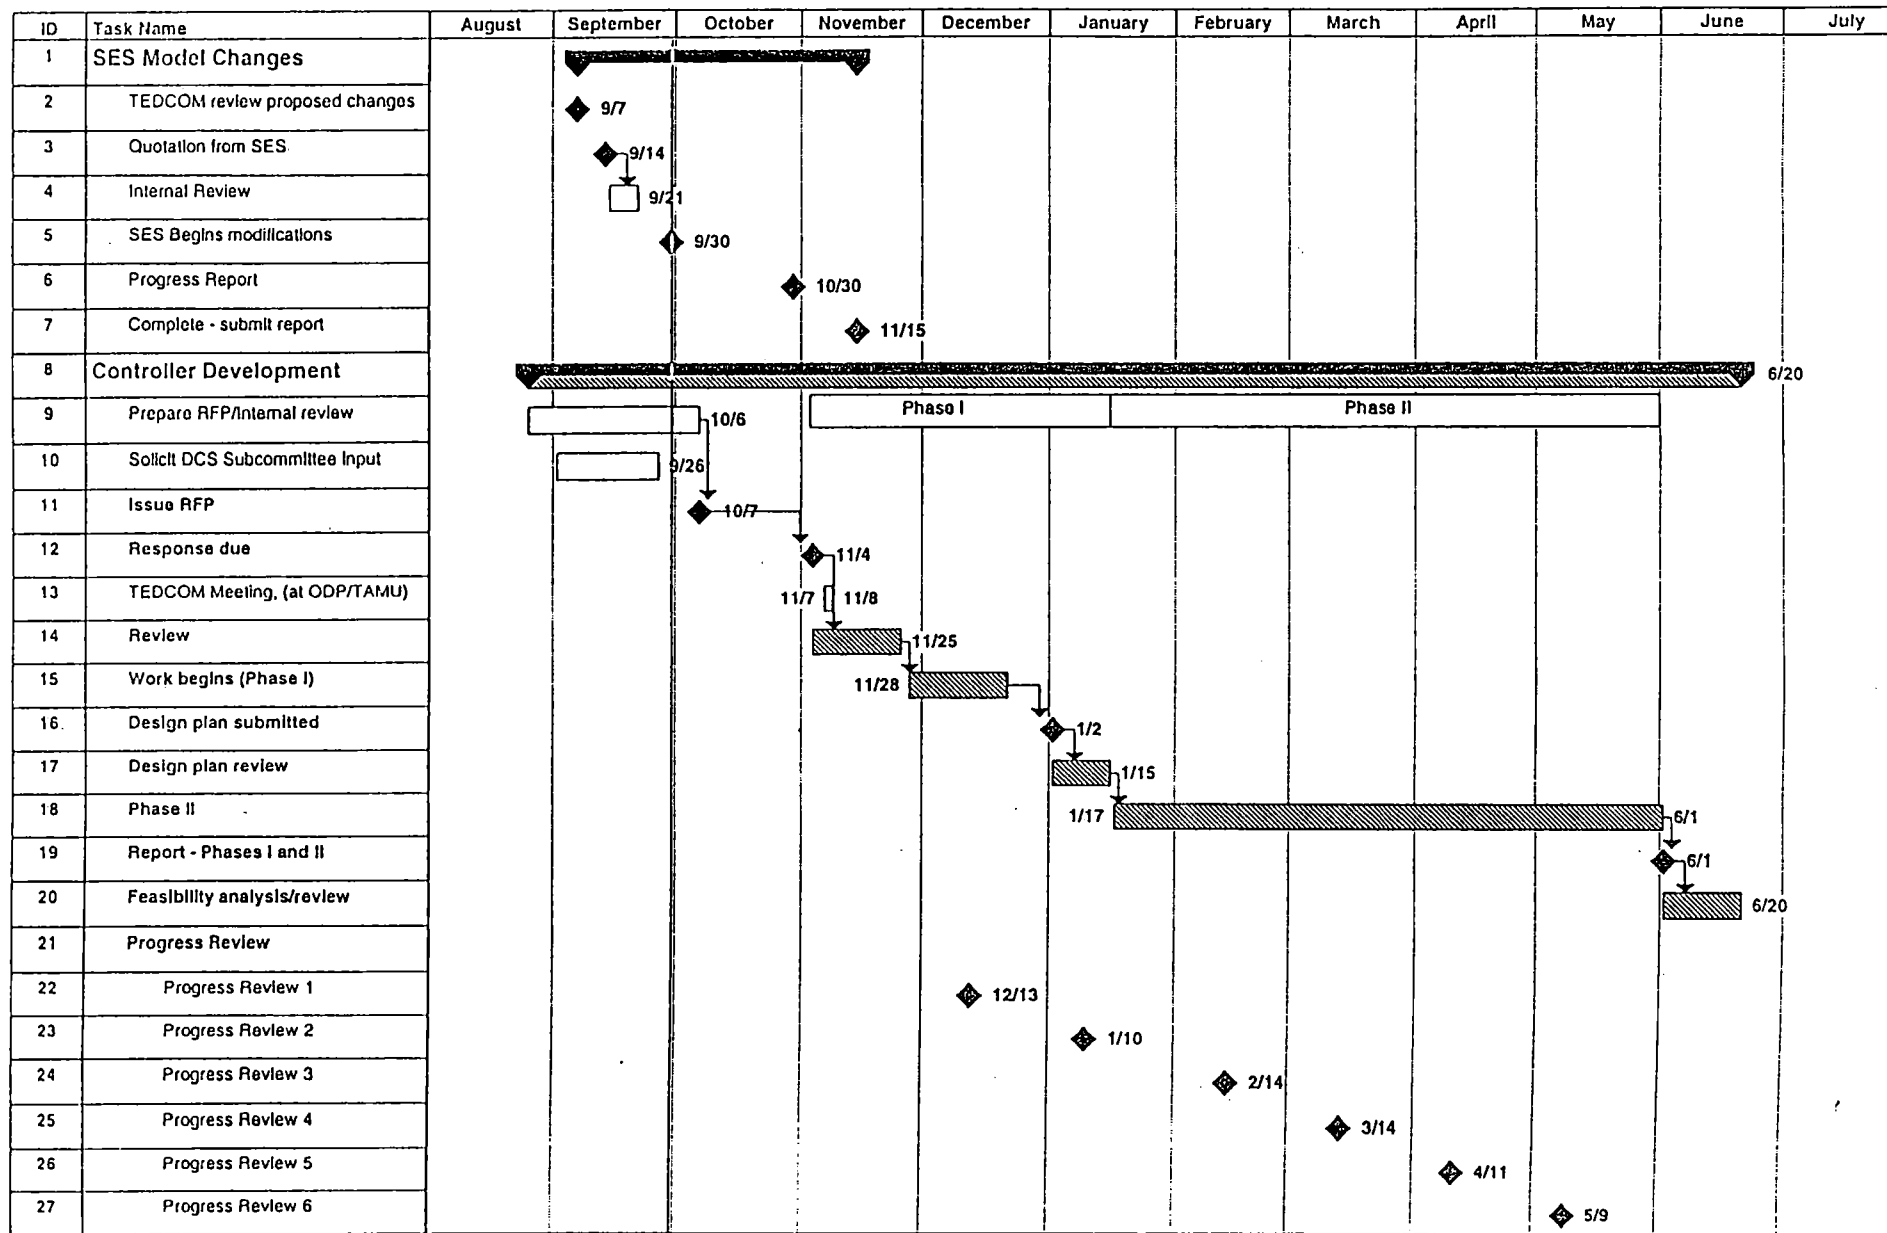 ID Task Name August September October November December January February March April May June July
1 SES Model Changes
2 TEDCOM review proposed changes 9/7
3 Quotation from SES 9/14
4 Internal Review 9/21
5 SES Begins modifications 9/30
6 Progress Report 10/30
7 Complete - submit report 11/15
8 Controller Development 6/20
9 Prepare RFP/Internal review 10/6 Phase I Phase II
10 Solicit DCS Subcommittee Input 9/26
11 Issue RFP 10/7
12 Response due 11/4
13 TEDCOM Meeting, (at ODP/TAMU) 11/7 11/8
14 Review 11/25
15 Work begins (Phase I) 11/28
16 Design plan submitted 1/2
17 Design plan review 1/15
18 Phase II 1/17 6/1
19 Report - Phases I and II 6/1
20 Feasibility analysis/review 6/20
21 Progress Review
22 Progress Review 1 12/13
23 Progress Review 2 1/10
24 Progress Review 3 2/14
25 Progress Review 4 3/14
26 Progress Review 5 4/11
27 Progress Review 6 5/9